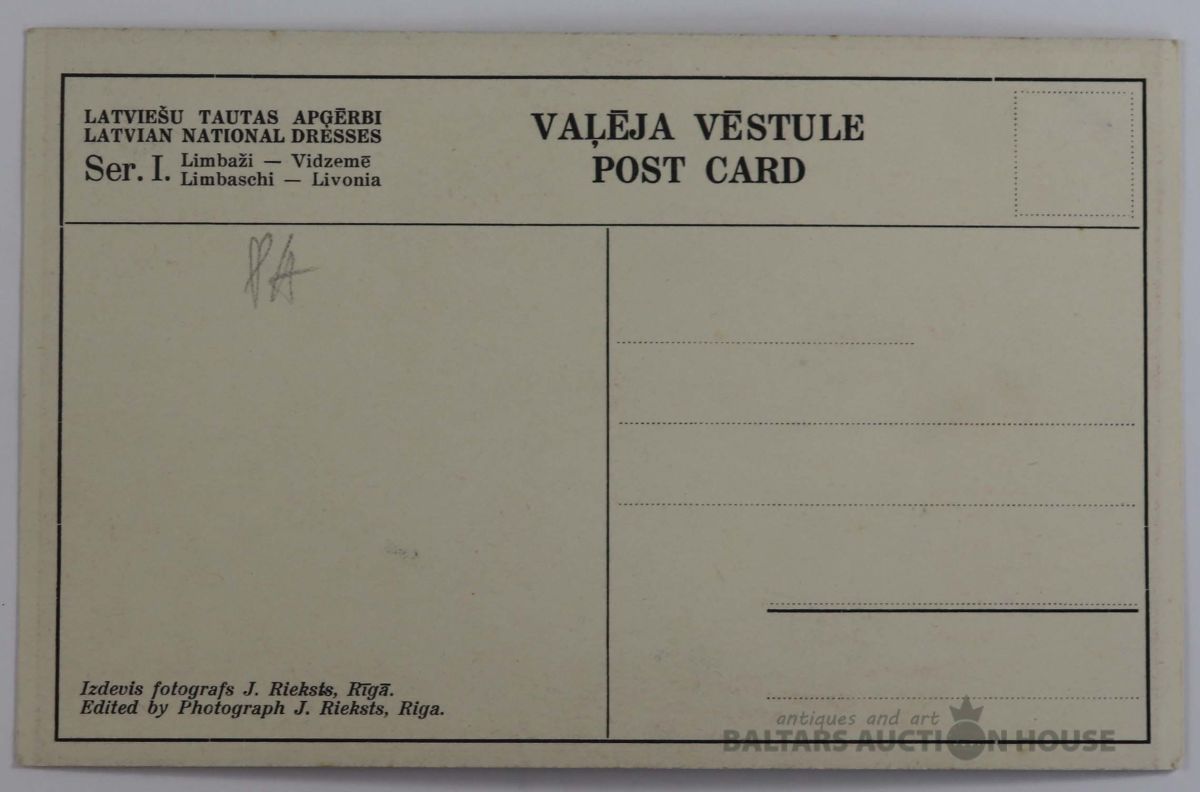 LATVIEŠU TAUTAS APĢĒRBI
LATVIAN NATIONAL DRESSES
Ser. I. Limbaži — Vidzemē
Limbaschi — Livonia
VAĻĒJA VĒSTULE
POST CARD
Izdevis fotografs J. Rieksts, Rīgā.
Edited by Photograph J. Rieksts, Riga.
antiques and art
BALTARS AUCTION HOUSE